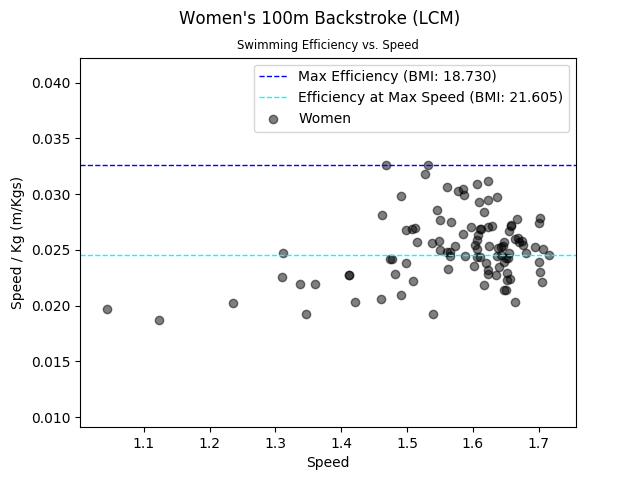 Women's 100m Backstroke (LCM)
Swimming Efficiency vs. Speed
Max Efficiency (BMI: 18.730)
Efficiency at Max Speed (BMI: 21.605)
Women
Speed / Kg (m/Kgs)
0.040
0.035
0.030
0.025
0.020
0.015
0.010
1.1 1.2 1.3 1.4 1.5 1.6 1.7
Speed